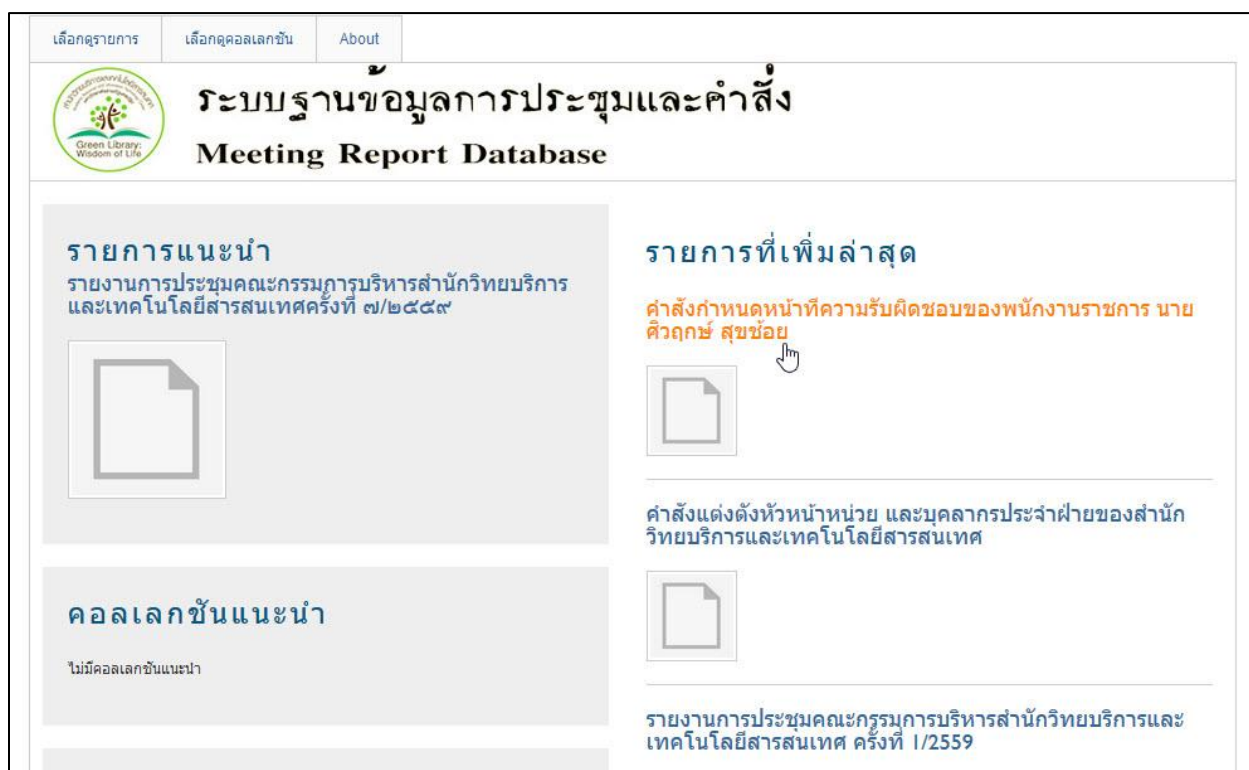 เลือกดูรายการ
เลือกดูคอลเลกชัน
About
Green Library:
Wisdom of Life
ระบบฐานข้อมูลการประชุมและคำสั่ง
Meeting Report Database
รายการแนะนำ
รายงานการประชุมคณะกรรมการบริหารสำนักวิทยบริการ
และเทคโนโลยีสารสนเทศครั้งที่ ๗/๒๕๕๙
คอลเลกชันแนะนำ
ไม่มีคอลเลกชันแนะนำ
รายการที่เพิ่มล่าสุด
คำสั่งกำหนดหน้าที่ความรับผิดชอบของพนักงานราชการ นาย
ศิวฤกษ์ สุขช้อย
คำสั่งแต่งตั้งหัวหน้าหน่วย และบุคลากรประจำฝ่ายของสำนัก
วิทยบริการและเทคโนโลยีสารสนเทศ
รายงานการประชุมคณะกรรมการบริหารสำนักวิทยบริการและ
เทคโนโลยีสารสนเทศ ครั้งที่ 1/2559